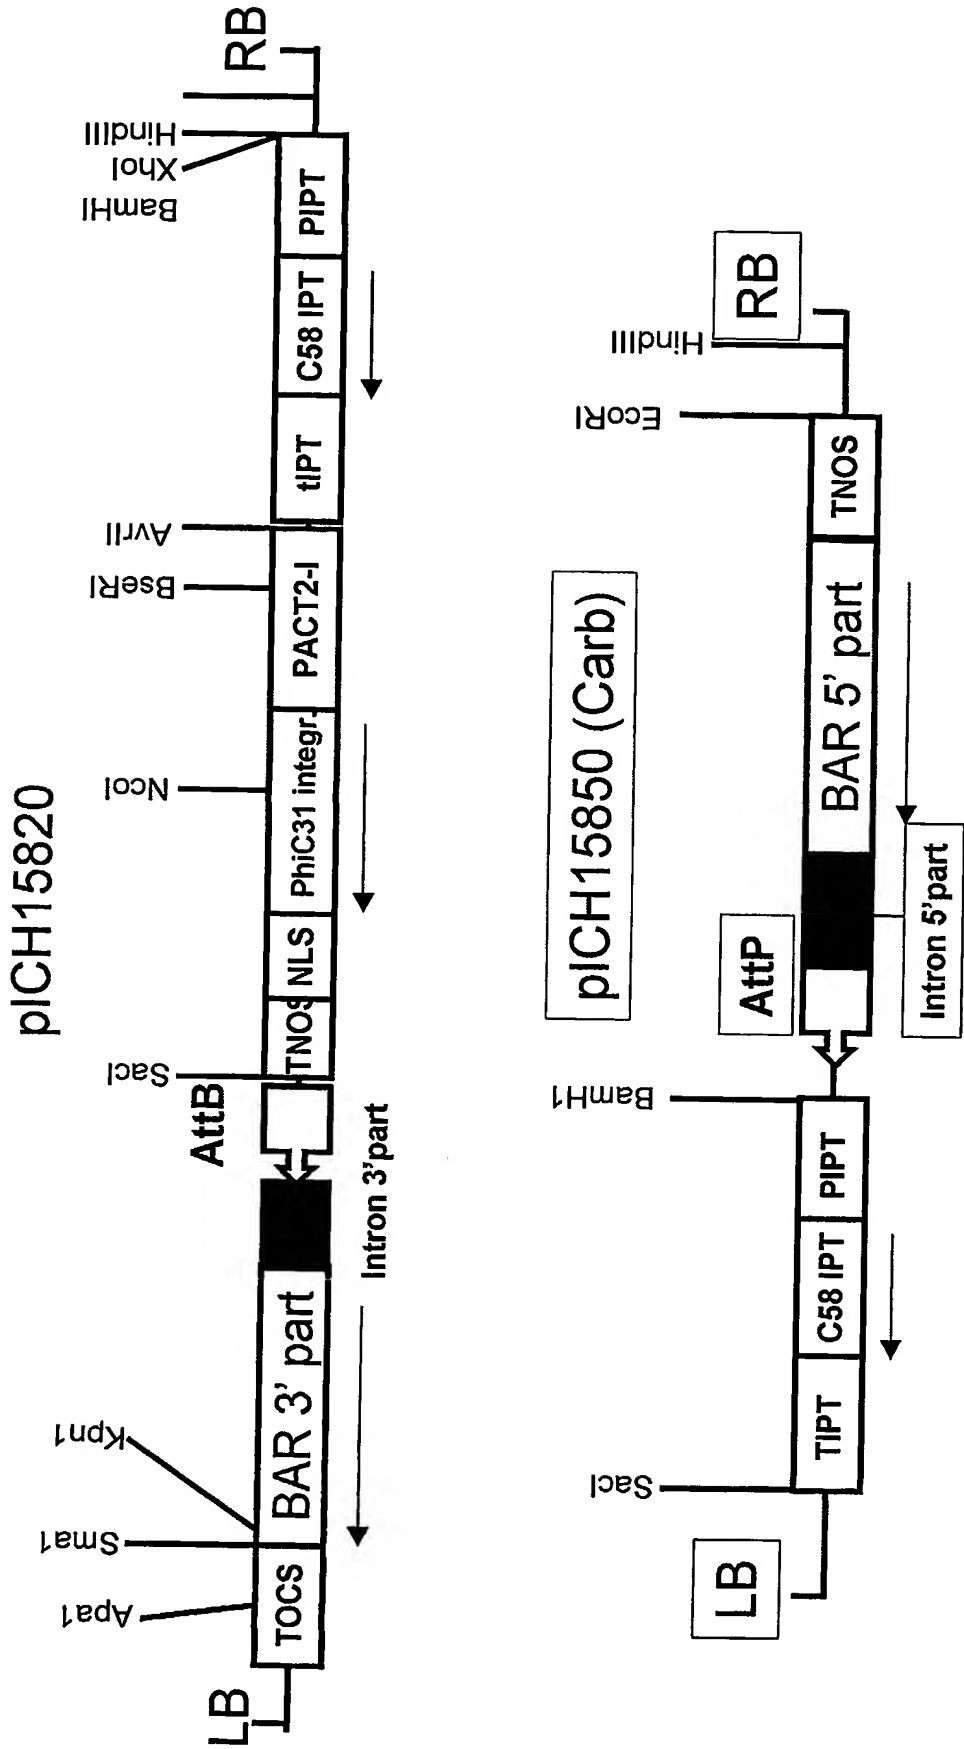 pICH15820
LB
Apa1
Sma1
Kpn1
AttB
SacI
NcoI
BseRI
AvrII
BamHI
XhoI
HindIII
RB
TOCS
BAR 3' part
TNOS
NLS
PhiC31 integr.
PACT2-I
tIPT
C58 IPT
PIPT
Intron 3'part
pICH15850 (Carb)
LB
SacI
BamH1
AttP
EcoRI
HindIII
RB
TIPT
C58 IPT
PIPT
BAR 5' part
TNOS
Intron 5'part